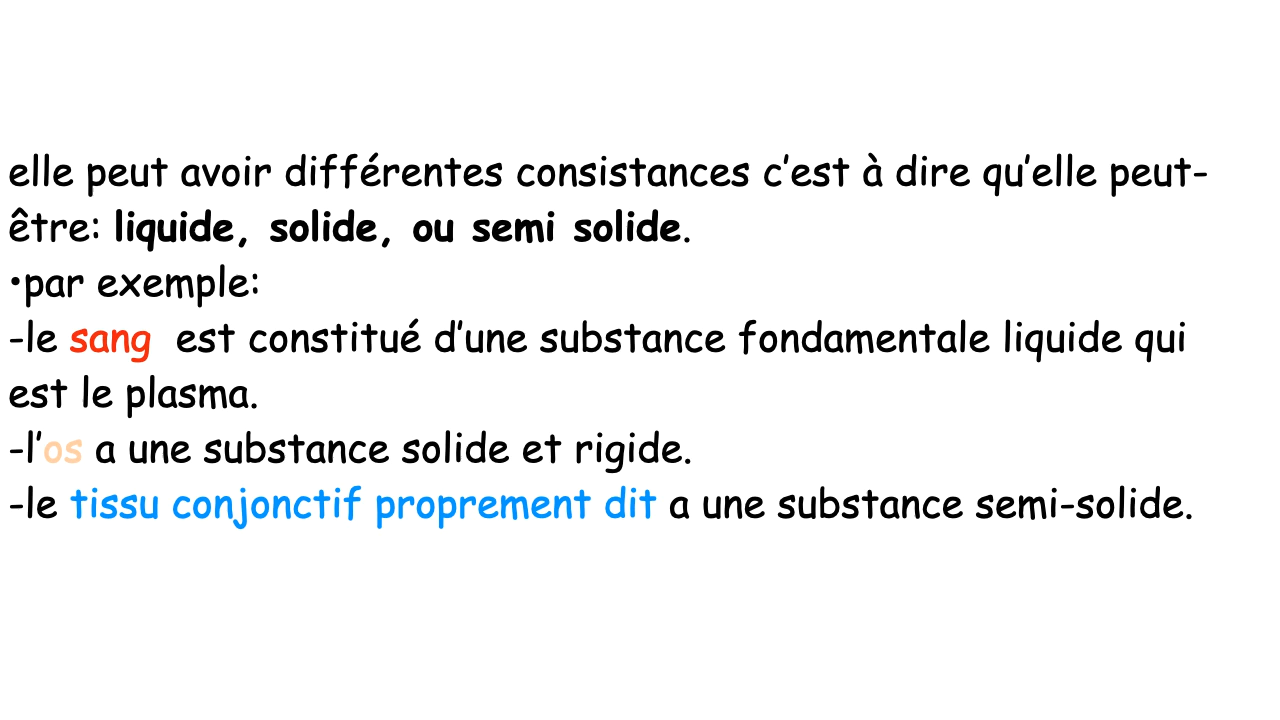 elle peut avoir différentes consistances c’est à dire qu’elle peut-
être: liquide, solide, ou semi solide.
•par exemple:
-le sang est constitué d’une substance fondamentale liquide qui
est le plasma.
-l’os a une substance solide et rigide.
-le tissu conjonctif proprement dit a une substance semi-solide.